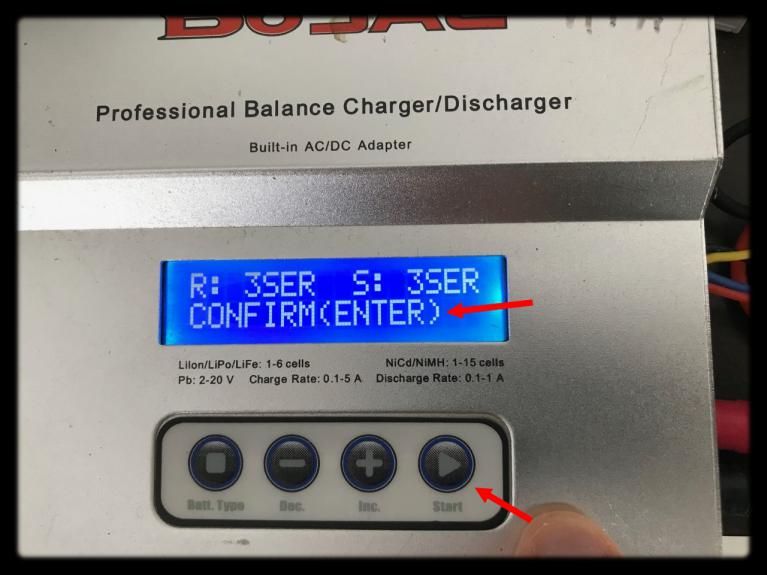 Professional Balance Charger/Discharger
Built-in AC/DC Adapter
R: 3SER S: 3SER
CONFIRM(ENTER)
LiIon/LiPo/LiFe: 1-6 cells NiCd/NiMH: 1-15 cells
Pb: 2-20 V Charge Rate: 0.1-5 A Discharge Rate: 0.1-1 A
Batt. Type Dec. Inc. Start